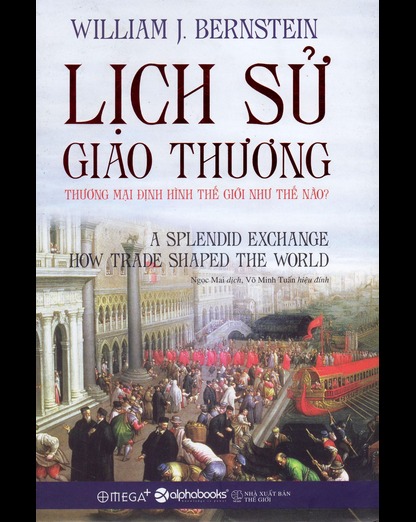 WILLIAM J. BERNSTEIN
LỊCH SỬ
GIAO THƯƠNG
THƯƠNG MẠI ĐỊNH HÌNH THẾ GIỚI NHƯ THẾ NÀO?
A SPLENDID EXCHANGE
HOW TRADE SHAPED THE WORLD
Ngọc Mai dịch, Võ Minh Tuấn hiệu đính
OMEGA+ alphabooks NHÀ XUẤT BẢN
THẾ GIỚI